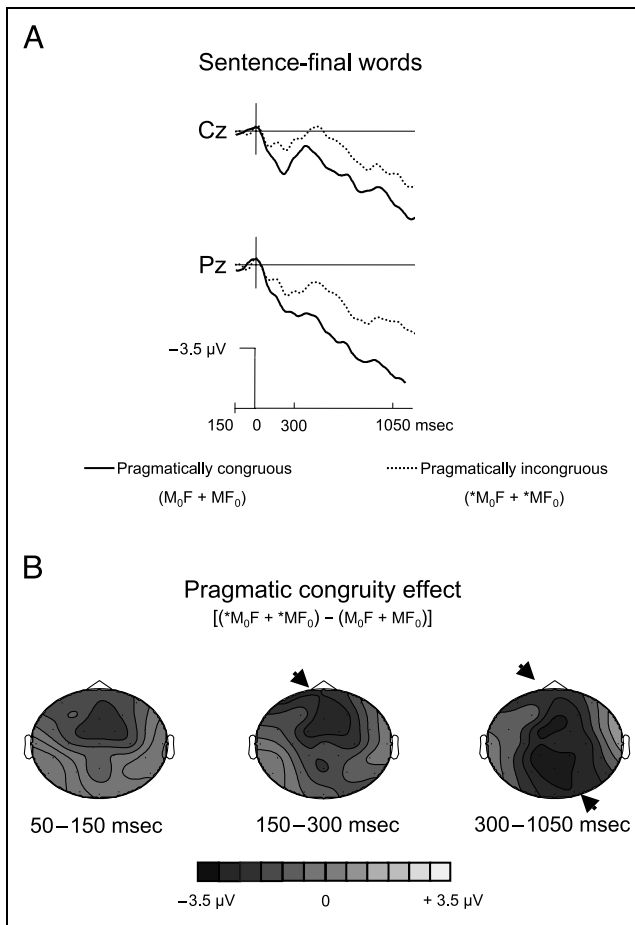 A
Sentence-final words
Cz
Pz
−3.5 µV
150 0 300 1050 msec
Pragmatically congruous Pragmatically incongruous
(M₀F + MF₀) (*M₀F + *MF₀)
B
Pragmatic congruity effect
[(*M₀F + *MF₀) − (M₀F + MF₀)]
50−150 msec 150−300 msec 300−1050 msec
−3.5 µV 0 + 3.5 µV